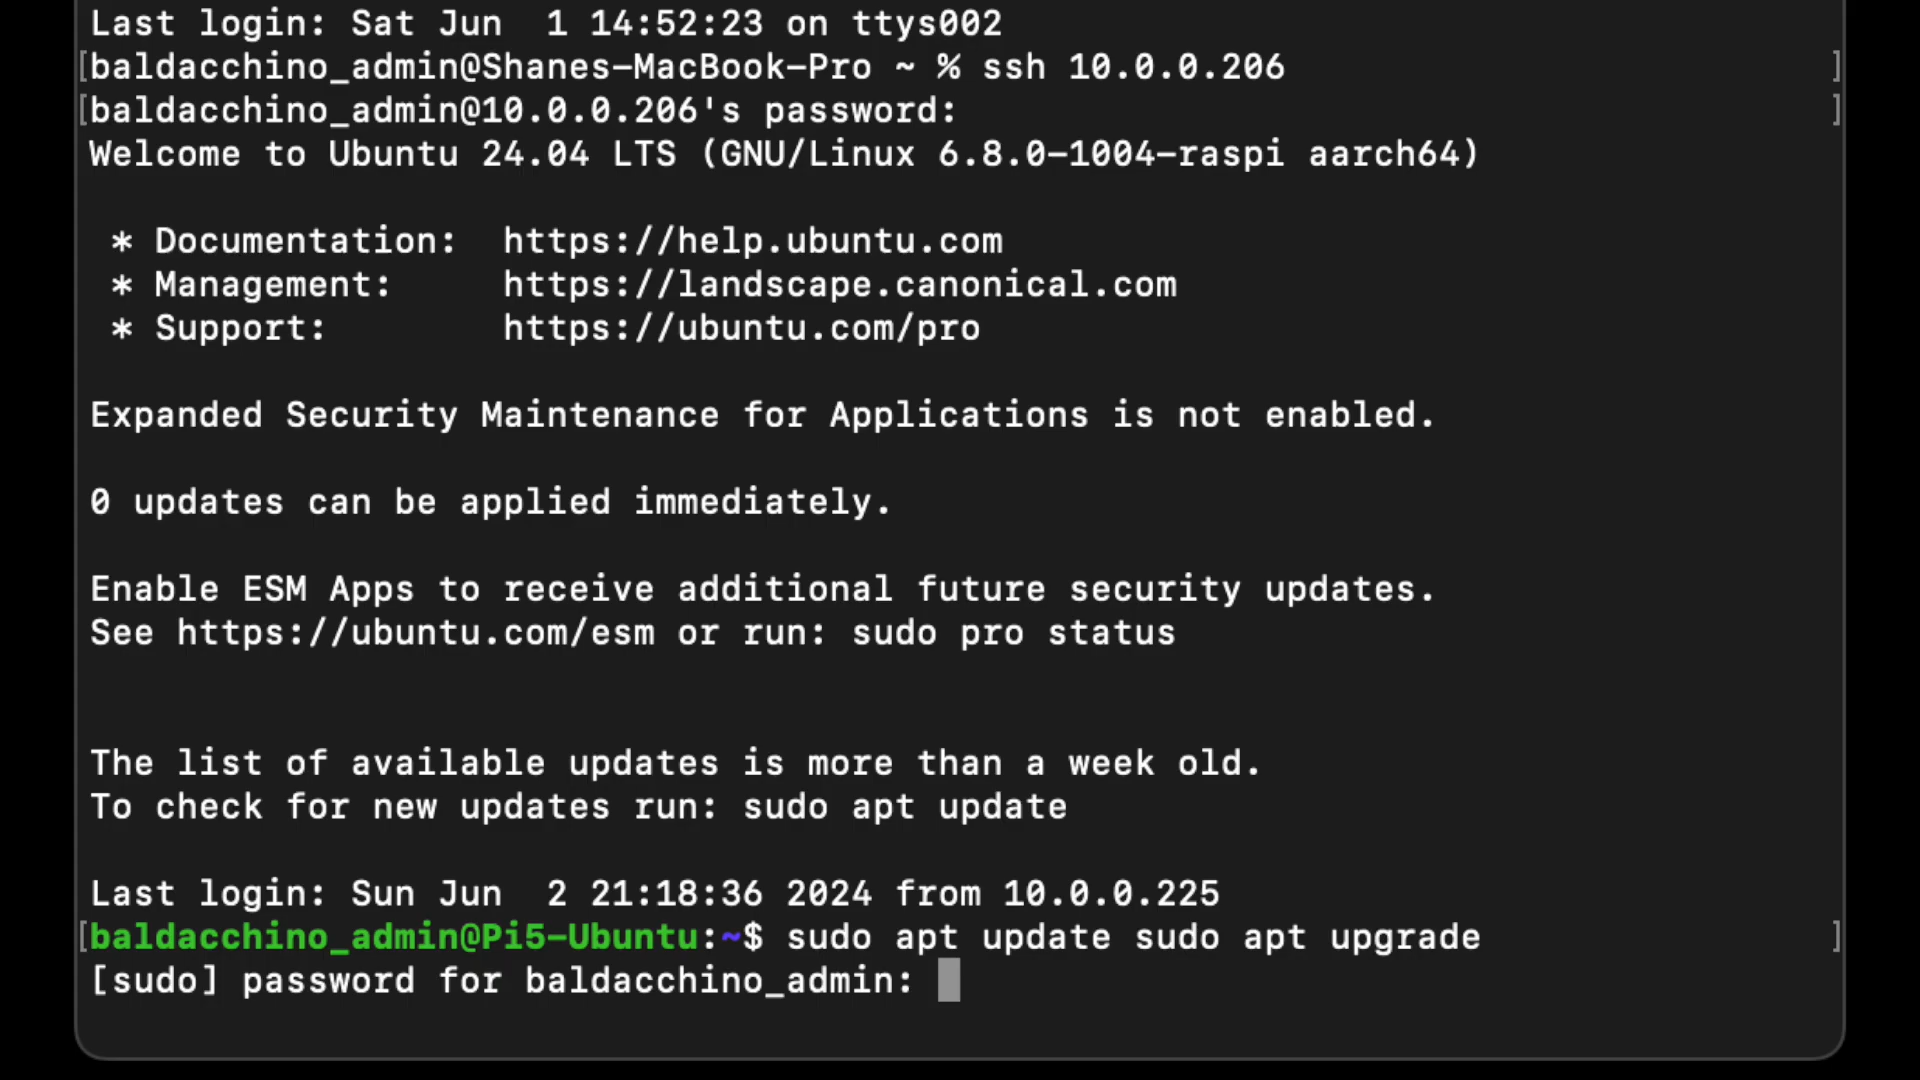 Last login: Sat Jun  1 14:52:23 on ttys002
[baldacchino_admin@Shanes-MacBook-Pro ~ % ssh 10.0.0.206 ]
[baldacchino_admin@10.0.0.206's password: ]
Welcome to Ubuntu 24.04 LTS (GNU/Linux 6.8.0-1004-raspi aarch64)
 * Documentation:  https://help.ubuntu.com
 * Management:     https://landscape.canonical.com
 * Support:        https://ubuntu.com/pro
Expanded Security Maintenance for Applications is not enabled.
0 updates can be applied immediately.
Enable ESM Apps to receive additional future security updates.
See https://ubuntu.com/esm or run: sudo pro status
The list of available updates is more than a week old.
To check for new updates run: sudo apt update
Last login: Sun Jun  2 21:18:36 2024 from 10.0.0.225
[baldacchino_admin@Pi5-Ubuntu:~$ sudo apt update sudo apt upgrade ]
[sudo] password for baldacchino_admin: